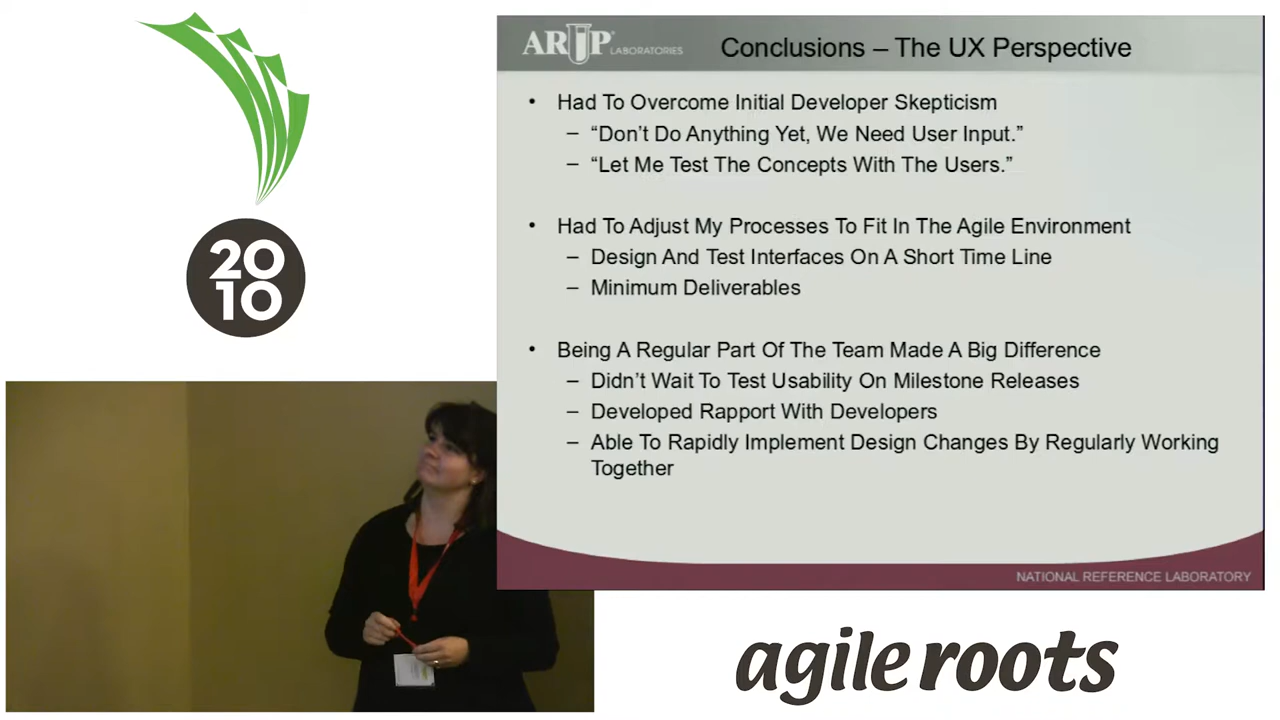 20
10
ARUP LABORATORIES
Conclusions – The UX Perspective
• Had To Overcome Initial Developer Skepticism
– “Don’t Do Anything Yet, We Need User Input.”
– “Let Me Test The Concepts With The Users.”
• Had To Adjust My Processes To Fit In The Agile Environment
– Design And Test Interfaces On A Short Time Line
– Minimum Deliverables
• Being A Regular Part Of The Team Made A Big Difference
– Didn’t Wait To Test Usability On Milestone Releases
– Developed Rapport With Developers
– Able To Rapidly Implement Design Changes By Regularly Working
Together
NATIONAL REFERENCE LABORATORY
agile roots